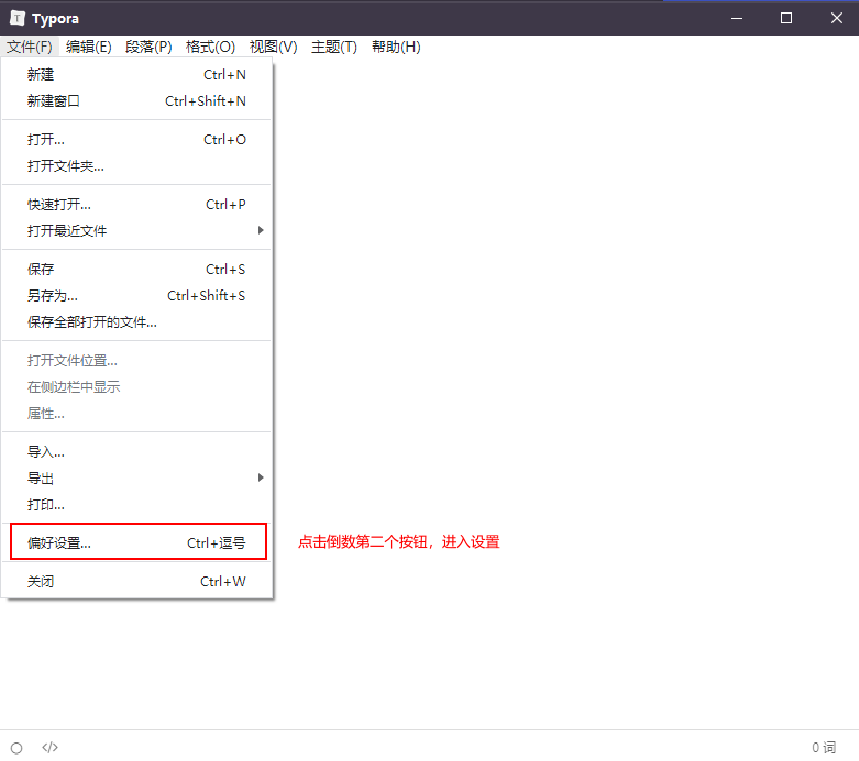 Typora
文件(F) 编辑(E) 段落(P) 格式(O) 视图(V) 主题(T) 帮助(H)
新建 Ctrl+N
新建窗口 Ctrl+Shift+N
打开... Ctrl+O
打开文件夹...
快速打开... Ctrl+P
打开最近文件
保存 Ctrl+S
另存为... Ctrl+Shift+S
保存全部打开的文件...
打开文件位置...
在侧边栏中显示
属性...
导入...
导出
打印...
偏好设置... Ctrl+逗号
点击倒数第二个按钮，进入设置
关闭 Ctrl+W
</> 0 词